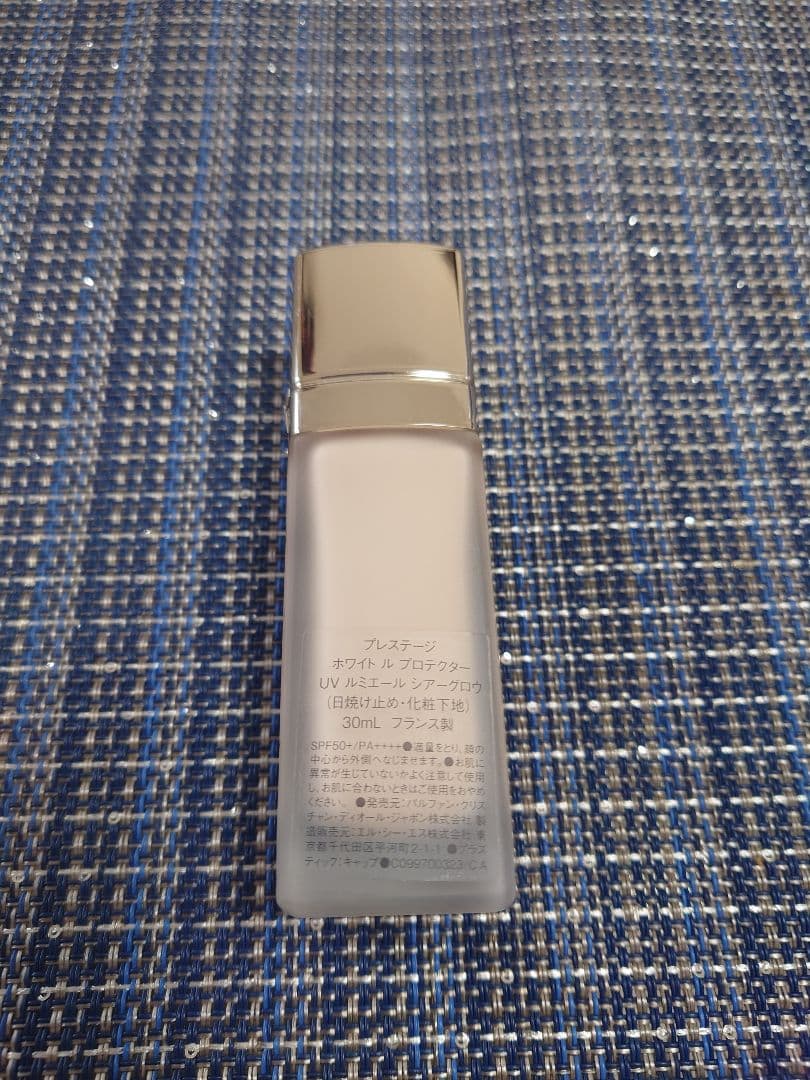 プレステージ
ホワイト ル プロテクター
UV ルミエール シアーグロウ
(日焼け止め・化粧下地)
30mL フランス製
SPF50+/PA++++●適量をとり、顔の
中心から外側へなじませます。●お肌に
異常が生じていないかよく注意して使用
し、お肌に合わないときはご使用をおやめ
ください。 ●発売元:パルファン・クリス
チャン・ディオール・ジャポン株式会社 製
造販売元:エル・シー・エス株式会社 東
京都千代田区平河町2-1-1 ●プラス
ティック:キャップ●C099700323/CA